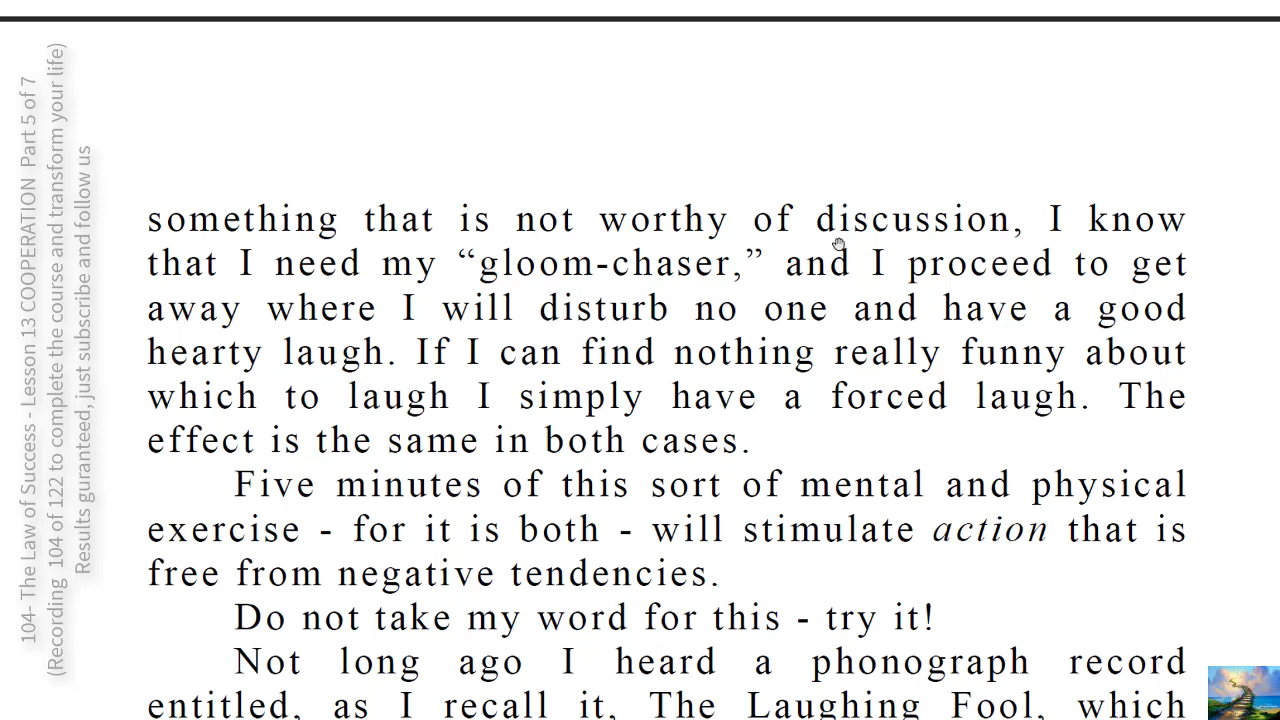 104- The Law of Success - Lesson 13 COOPERATION Part 5 of 7
(Recording 104 of 122 to complete the course and transform your life)
Results guranteed, just subscribe and follow us
something that is not worthy of discussion, I know
that I need my “gloom-chaser,” and I proceed to get
away where I will disturb no one and have a good
hearty laugh. If I can find nothing really funny about
which to laugh I simply have a forced laugh. The
effect is the same in both cases.
Five minutes of this sort of mental and physical
exercise - for it is both - will stimulate action that is
free from negative tendencies.
Do not take my word for this - try it!
Not long ago I heard a phonograph record
entitled, as I recall it, The Laughing Fool, which